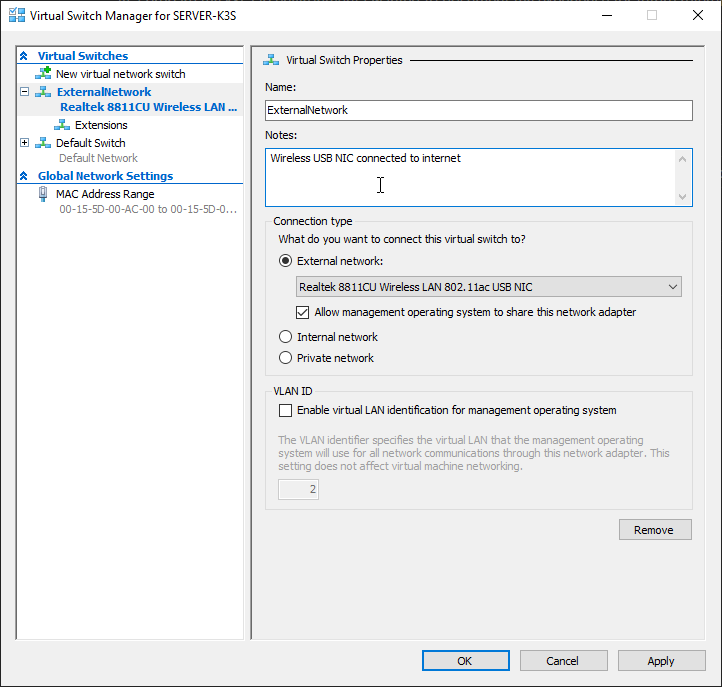 Virtual Switch Manager for SERVER-K3S
Virtual Switches
New virtual network switch
ExternalNetwork
Realtek 8811CU Wireless LAN ...
Extensions
Default Switch
Default Network
Global Network Settings
MAC Address Range
00-15-5D-00-AC-00 to 00-15-5D-0...
Virtual Switch Properties
Name:
ExternalNetwork
Notes:
Wireless USB NIC connected to internet
Connection type
What do you want to connect this virtual switch to?
External network:
Realtek 8811CU Wireless LAN 802.11ac USB NIC
Allow management operating system to share this network adapter
Internal network
Private network
VLAN ID
Enable virtual LAN identification for management operating system
The VLAN identifier specifies the virtual LAN that the management operating
system will use for all network communications through this network adapter. This
setting does not affect virtual machine networking.
2
Remove
OK
Cancel
Apply